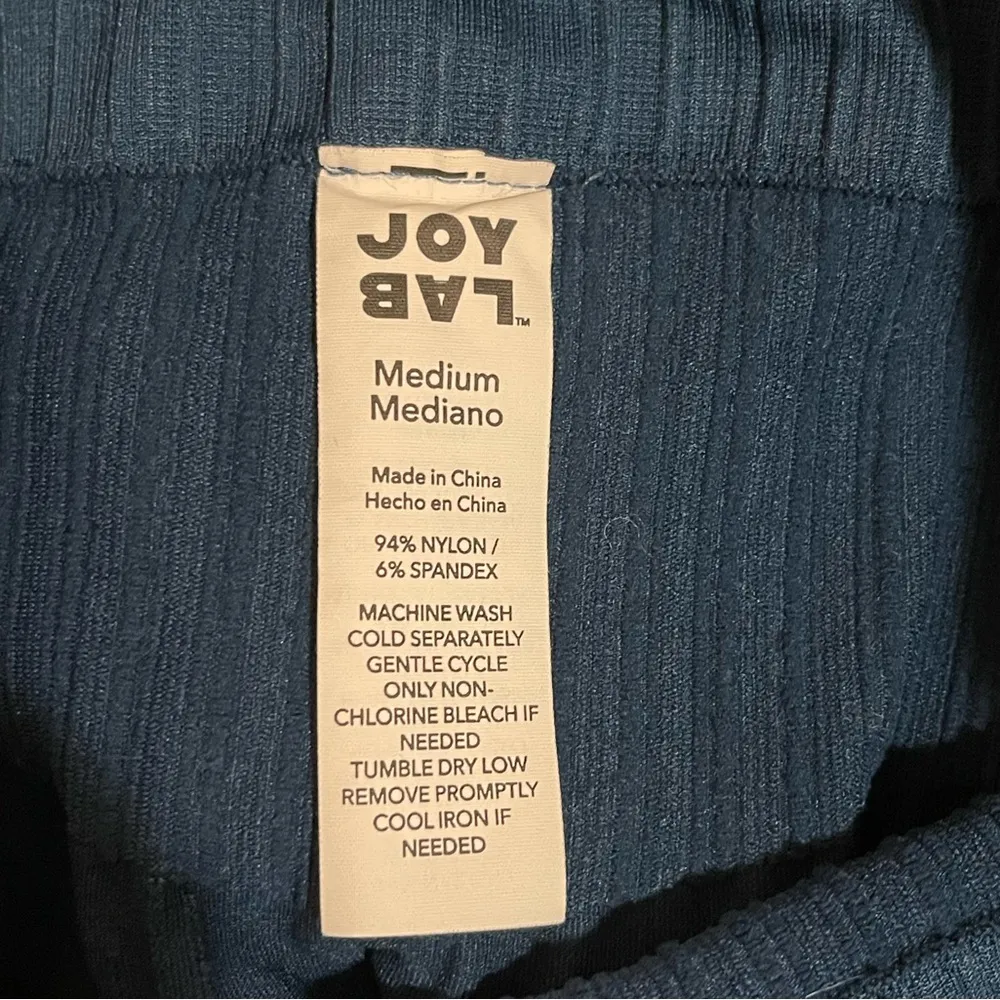 JOY
LAB™
Medium
Mediano
Made in China
Hecho en China
94% NYLON /
6% SPANDEX
MACHINE WASH
COLD SEPARATELY
GENTLE CYCLE
ONLY NON-
CHLORINE BLEACH IF
NEEDED
TUMBLE DRY LOW
REMOVE PROMPTLY
COOL IRON IF
NEEDED